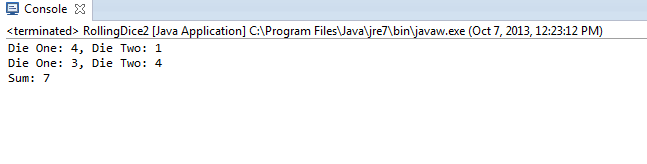 Console
<terminated> RollingDice2 [Java Application] C:\Program Files\Java\jre7\bin\javaw.exe (Oct 7, 2013, 12:23:12 PM)
Die One: 4, Die Two: 1
Die One: 3, Die Two: 4
Sum: 7